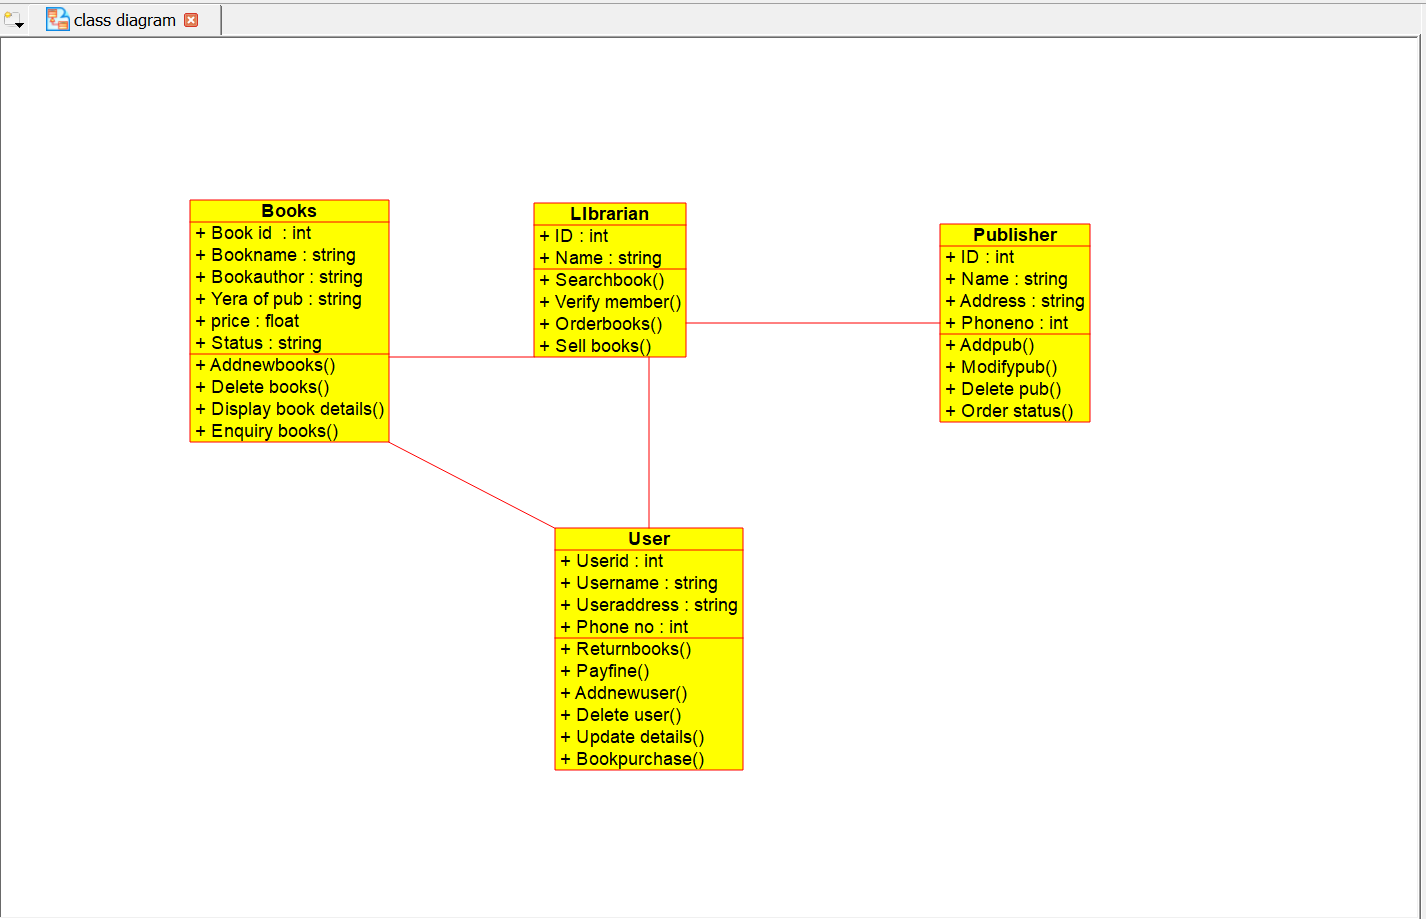 class diagram
Books
+ Book id : int
+ Bookname : string
+ Bookauthor : string
+ Yera of pub : string
+ price : float
+ Status : string
+ Addnewbooks()
+ Delete books()
+ Display book details()
+ Enquiry books()
LIbrarian
+ ID : int
+ Name : string
+ Searchbook()
+ Verify member()
+ Orderbooks()
+ Sell books()
Publisher
+ ID : int
+ Name : string
+ Address : string
+ Phoneno : int
+ Addpub()
+ Modifypub()
+ Delete pub()
+ Order status()
User
+ Userid : int
+ Username : string
+ Useraddress : string
+ Phone no : int
+ Returnbooks()
+ Payfine()
+ Addnewuser()
+ Delete user()
+ Update details()
+ Bookpurchase()